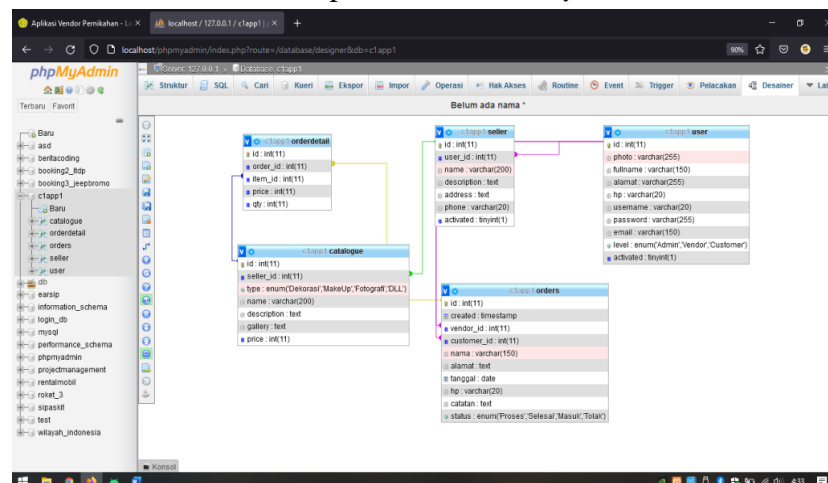 Aplikasi Vendor Pernikahan - L
localhost / 127.0.0.1 / c1app1 | p
localhost/phpmyadmin/index.php?route=/database/designer&db=c1app1
90%
phpMyAdmin
Terbaru Favorit
Baru
asd
beritacoding
booking2_ltdp
booking3_jeepbromo
c1app1
Baru
catalogue
orderdetail
orders
seller
user
db
earsip
information_schema
login_db
mysql
performance_schema
phpmyadmin
projectmanagement
rentalmobil
roket_3
sipaskit
test
wilayah_indonesia
Server: 127.0.0.1 » Database: c1app1
Struktur SQL Cari Kueri Ekspor Impor Operasi Hak Akses Routine Event Trigger Pelacakan Desainer Lai
Belum ada nama *
c1app1 orderdetail
id : int(11)
order_id : int(11)
item_id : int(11)
price : int(11)
qty : int(11)
c1app1 seller
id : int(11)
user_id : int(11)
name : varchar(200)
description : text
address : text
phone : varchar(20)
activated : tinyint(1)
c1app1 user
id : int(11)
photo : varchar(255)
fullname : varchar(150)
alamat : varchar(255)
hp : varchar(20)
username : varchar(20)
password : varchar(255)
email : varchar(150)
level : enum('Admin','Vendor','Customer')
activated : tinyint(1)
c1app1 catalogue
id : int(11)
seller_id : int(11)
type : enum('Dekorasi','MakeUp','Fotografi','DLL')
name : varchar(200)
description : text
gallery : text
price : int(11)
c1app1 orders
id : int(11)
created : timestamp
vendor_id : int(11)
customer_id : int(11)
nama : varchar(150)
alamat : text
tanggal : date
hp : varchar(20)
catatan : text
status : enum('Proses','Selesai','Masuk','Tolak')
Konsol
4:33